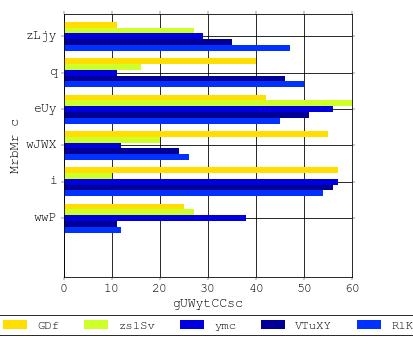 zLjy
q
eUy
wJWX
i
wwP
MrbMr c
0 10 20 30 40 50 60
gUWytCCsc
GDf zslSv ymc VTuXY RlK